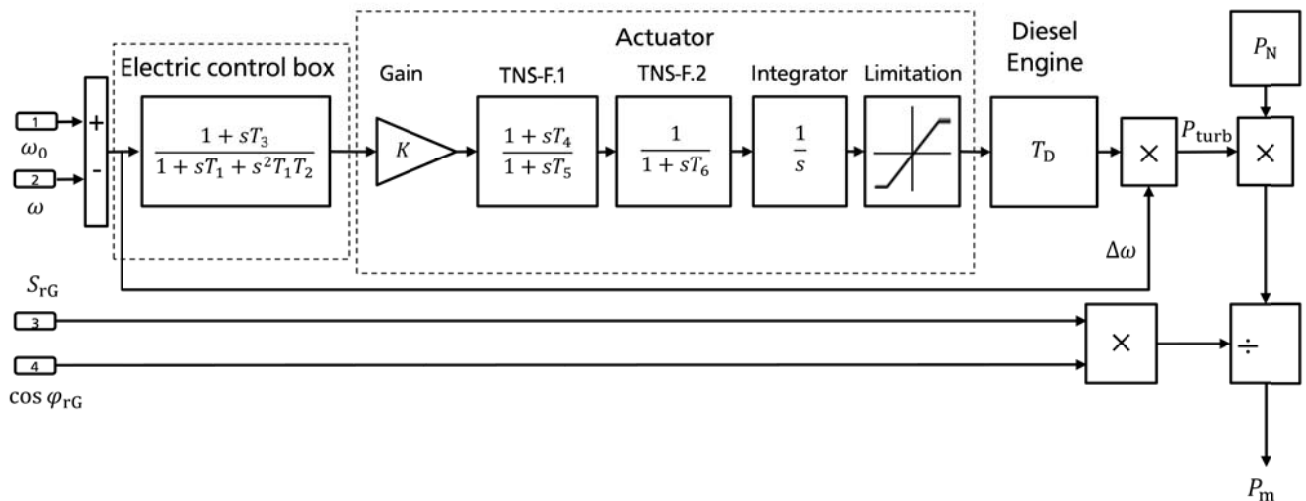 Actuator
Diesel
Engine
P_N
Electric control box
Gain
TNS-F.1
TNS-F.2
Integrator
Limitation
1
ω_0
2
ω
+
-
1 + sT_3
1 + sT_1 + s^2T_1T_2
K
1 + sT_4
1 + sT_5
1
1 + sT_6
1
s
T_D
×
P_turb
×
Δω
S_rG
3
4
cos φ_rG
×
÷
P_m